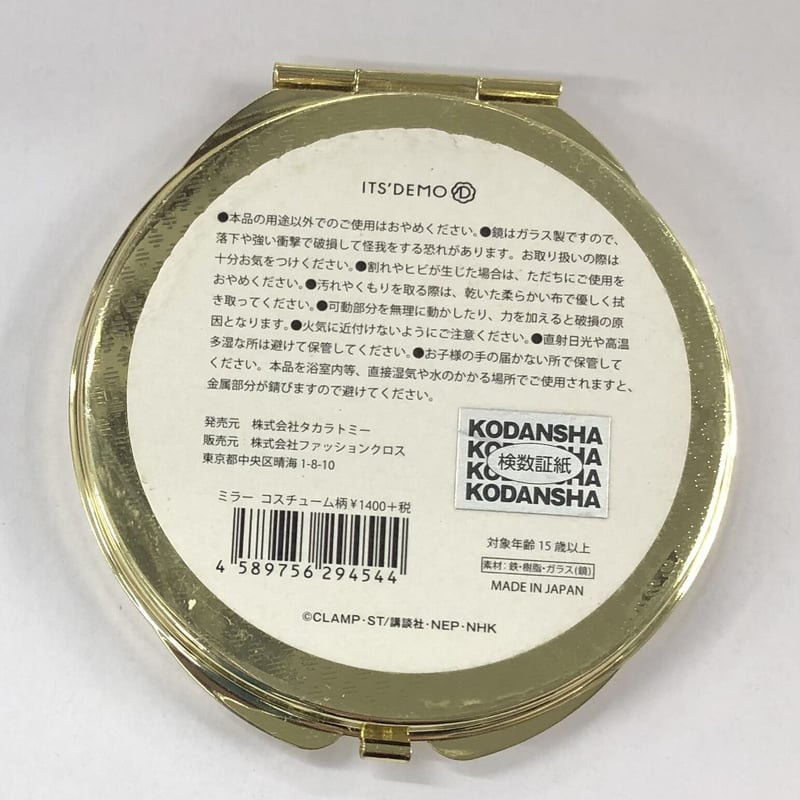 ITS'DEMO
●本品の用途以外でのご使用はおやめください。●鏡はガラス製ですので、
落下や強い衝撃で破損して怪我をする恐れがあります。お取り扱いの際は
十分お気をつけください。●割れやヒビが生じた場合は、ただちにご使用を
おやめください。●汚れやくもりを取る際は、乾いた柔らかい布で優しく拭
き取ってください。●可動部分を無理に動かしたり、力を加えると破損の原
因となります。●火気に近付けないようにご注意ください。●直射日光や高温
多湿な所は避けて保管してください。●お子様の手の届かない所で保管して
ください。本品を浴室内等、直接湿気や水のかかる場所でご使用されますと、
金属部分が錆びますので避けてください。
発売元 株式会社タカラトミー
販売元：株式会社ファッションクロス
東京都中央区晴海1-8-10
KODANSHA
KODANSHA
検数証紙
KODANSHA
KODANSHA
ミラー コスチューム柄¥1400+税
4 589756 294544
対象年齢 15歳以上
素材：鉄・樹脂・ガラス(鏡)
MADE IN JAPAN
©CLAMP・ST/講談社・NEP・NHK